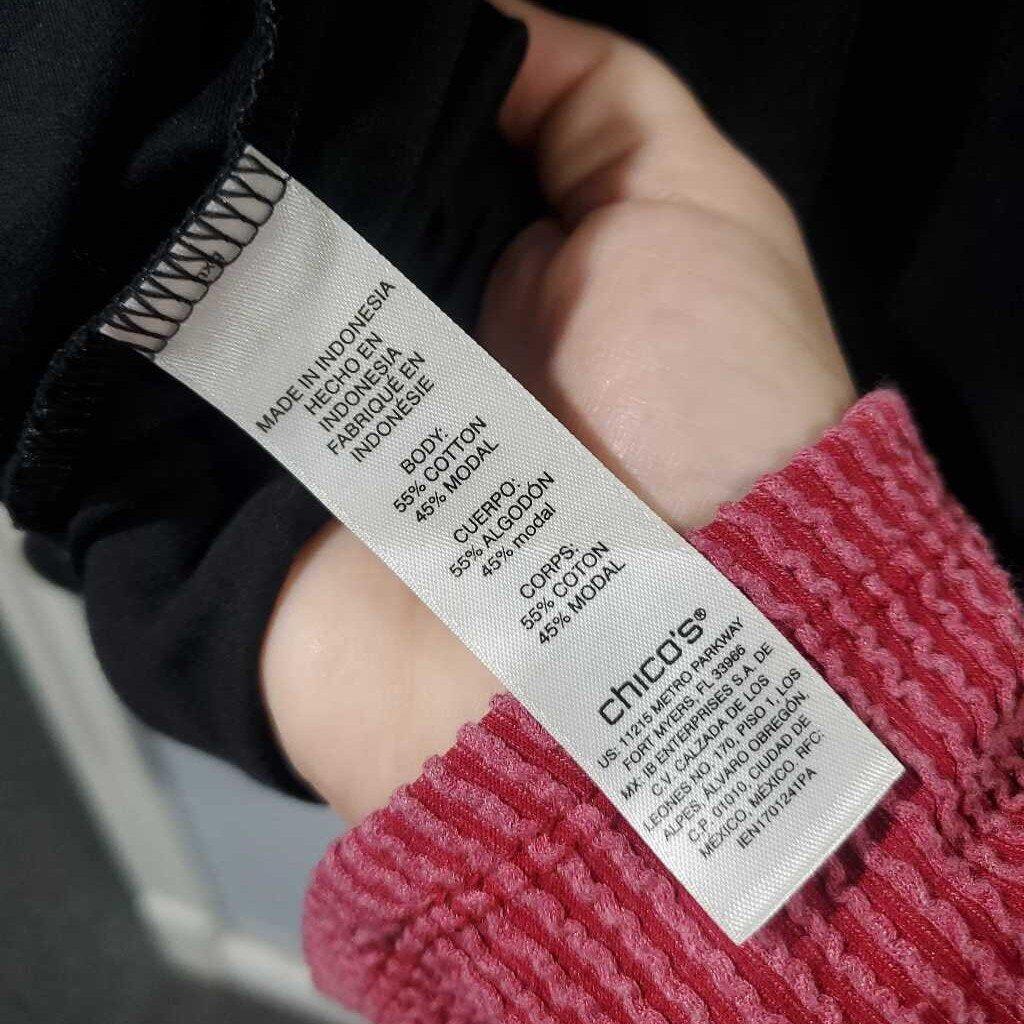 MADE IN INDONESIA
HECHO EN
INDONESIA
FABRIQUE EN
INDONÉSIE
BODY:
55% COTTON
45% MODAL
CUERPO:
55% ALGODÓN
45% modal
CORPS:
55% COTON
45% MODAL
chico's®
US: 11215 METRO PARKWAY
FORT MYERS, FL 33966
MX: IB ENTERPRISES S.A. DE
C.V. CALZADA DE LOS
LEONES NO. 170, PISO 1, LOS
ALPES, ÁLVARO OBREGÓN,
C.P. 01010, CIUDAD DE
MÉXICO, MÉXICO, RFC:
IEN1701241PA